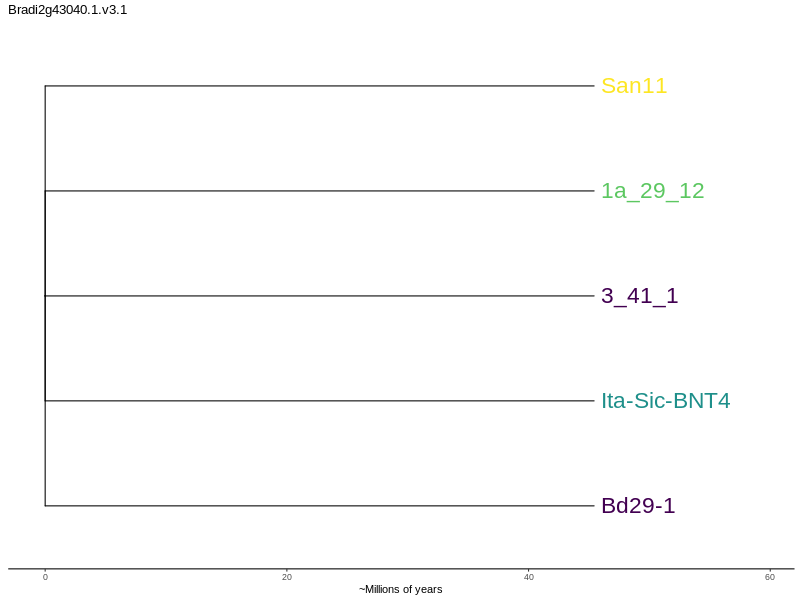 Bradi2g43040.1.v3.1
San11
1a_29_12
3_41_1
Ita-Sic-BNT4
Bd29-1
0 20 40 60
~Millions of years